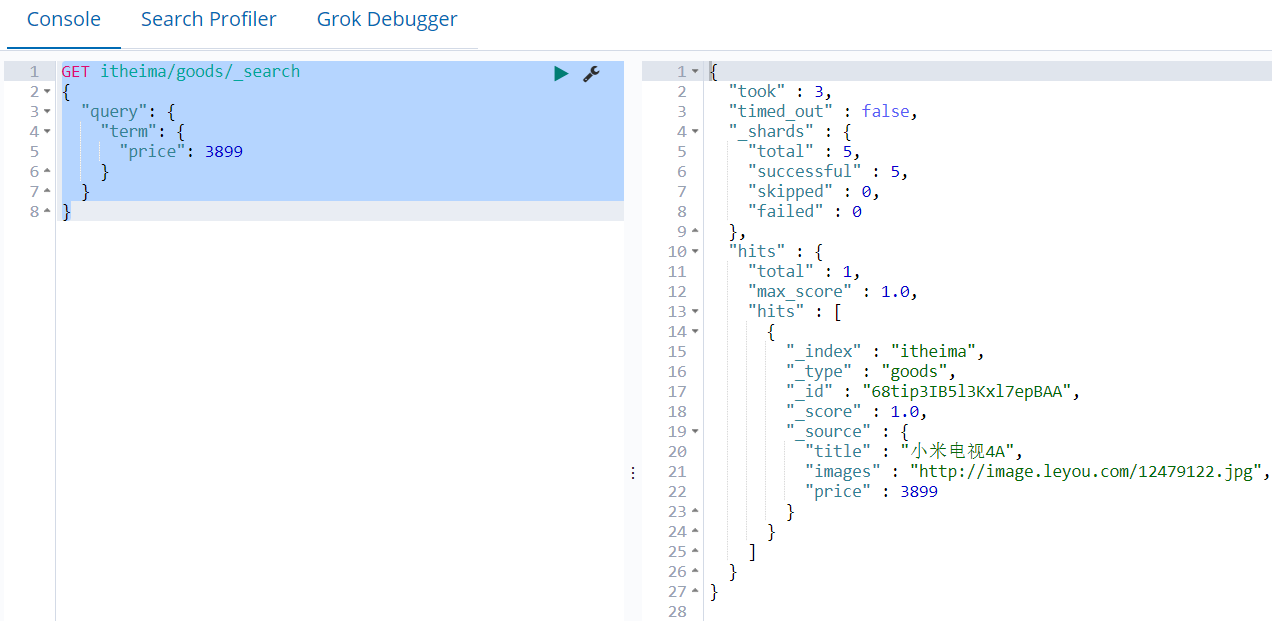 Console Search Profiler Grok Debugger
1 GET itheima/goods/_search
2 {
3 "query": {
4 "term": {
5 "price": 3899
6 }
7 }
8 }
1 {
2 "took" : 3,
3 "timed_out" : false,
4 "_shards" : {
5 "total" : 5,
6 "successful" : 5,
7 "skipped" : 0,
8 "failed" : 0
9 },
10 "hits" : {
11 "total" : 1,
12 "max_score" : 1.0,
13 "hits" : [
14 {
15 "_index" : "itheima",
16 "_type" : "goods",
17 "_id" : "68tip3IB5l3Kxl7epBAA",
18 "_score" : 1.0,
19 "_source" : {
20 "title" : "小米电视4A",
21 "images" : "http://image.leyou.com/12479122.jpg",
22 "price" : 3899
23 }
24 }
25 ]
26 }
27 }
28